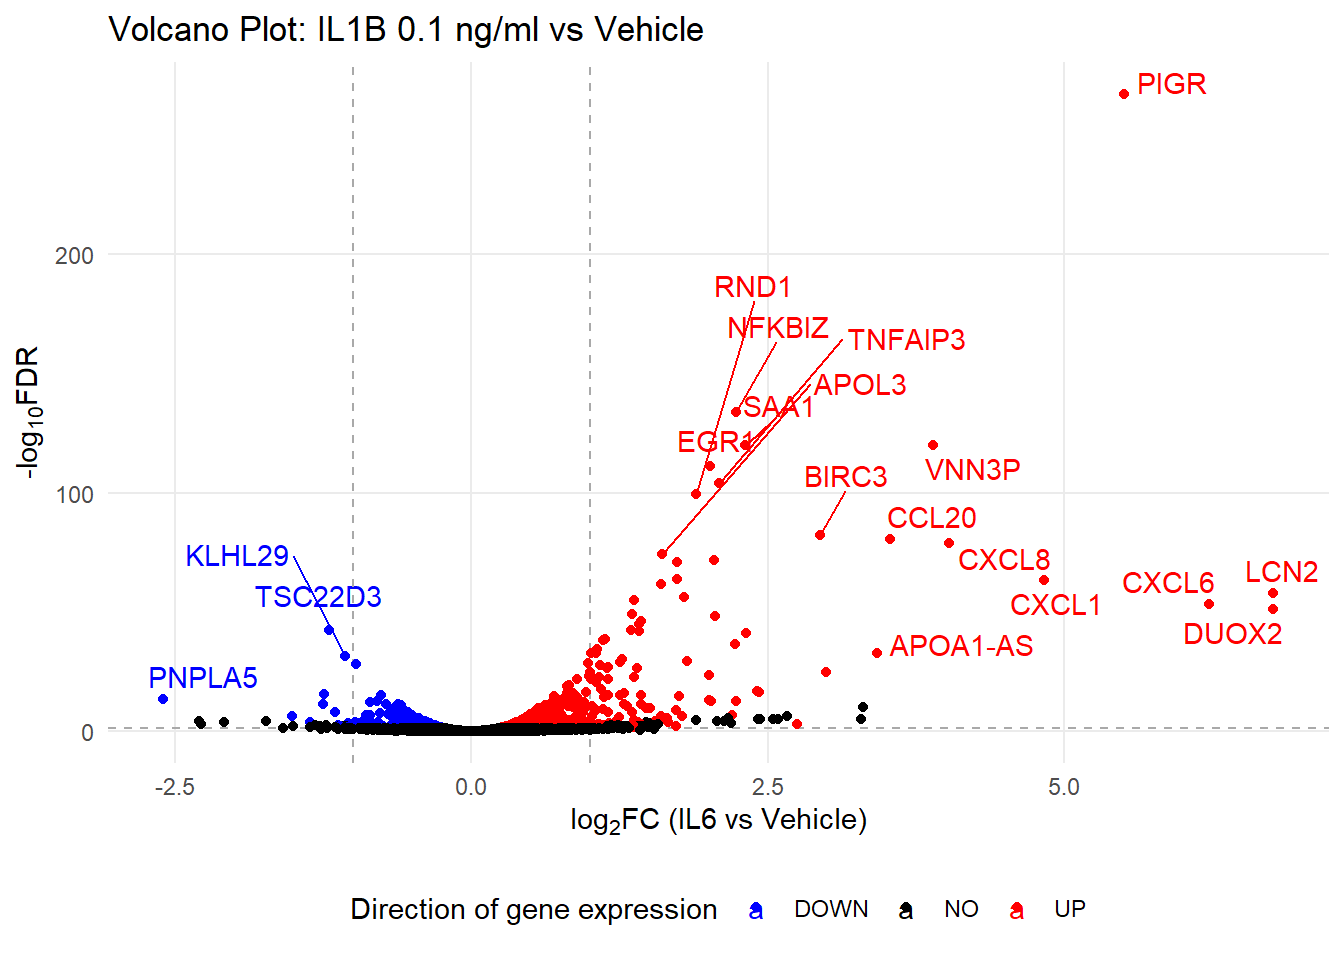 Volcano Plot: IL1B 0.1 ng/ml vs Vehicle
PIGR
200
RND1
NFKBIZ
TNFAIP3
APOL3
SAA1
EGR1
-log10FDR
VNN3P
BIRC3
100
CCL20
KLHL29
CXCL8
LCN2
CXCL6
TSC22D3
CXCL1
DUOX2
APOA1-AS
PNPLA5
0
-2.5 0.0 2.5 5.0
log2FC (IL6 vs Vehicle)
Direction of gene expression a DOWN a NO a UP